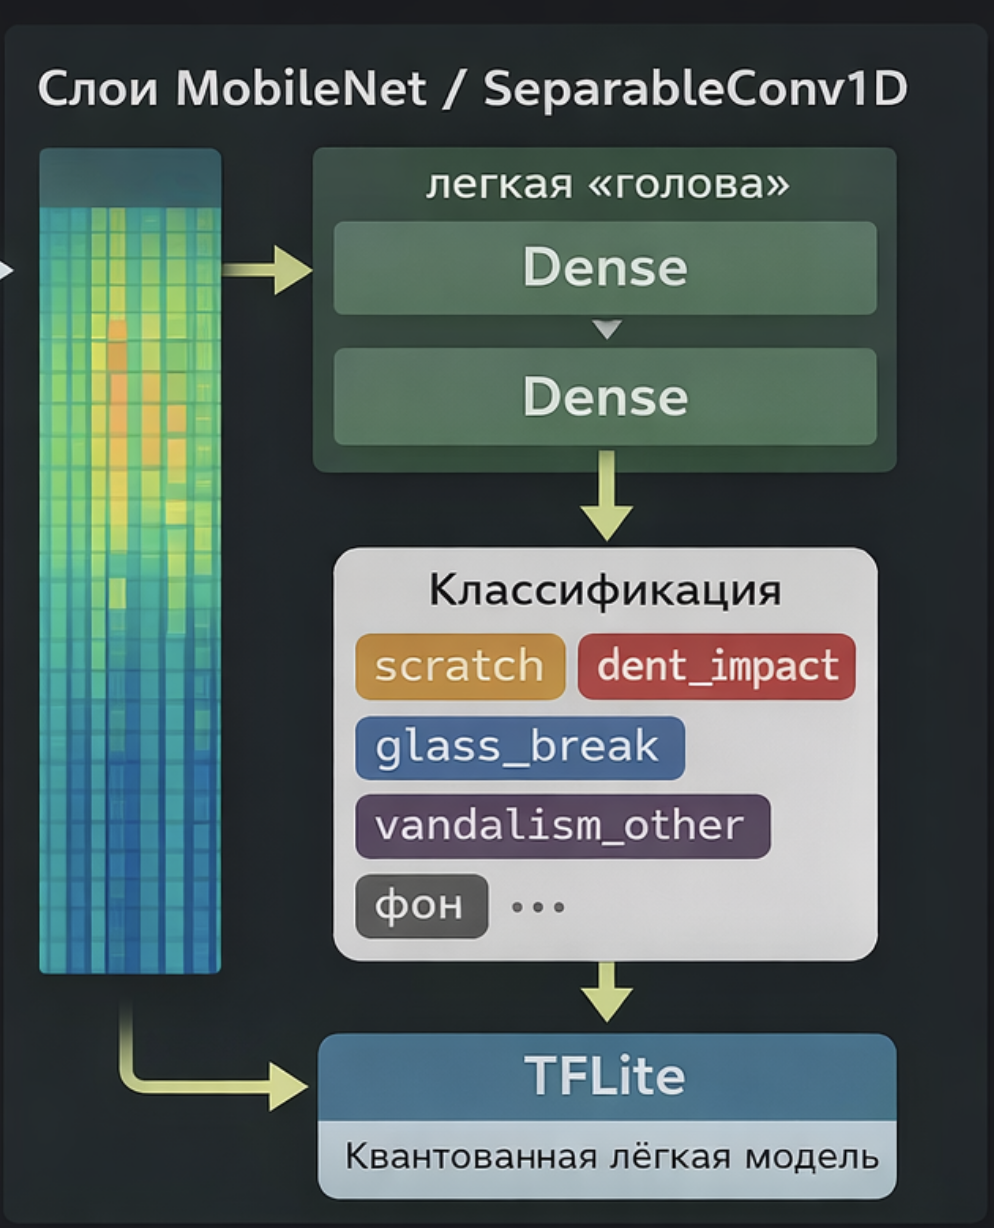 Слои MobileNet / SeparableConv1D
легкая «голова»
Dense
Dense
Классификация
scratch dent_impact
glass_break
vandalism_other
фон ...
TFLite
Квантованная лёгкая модель